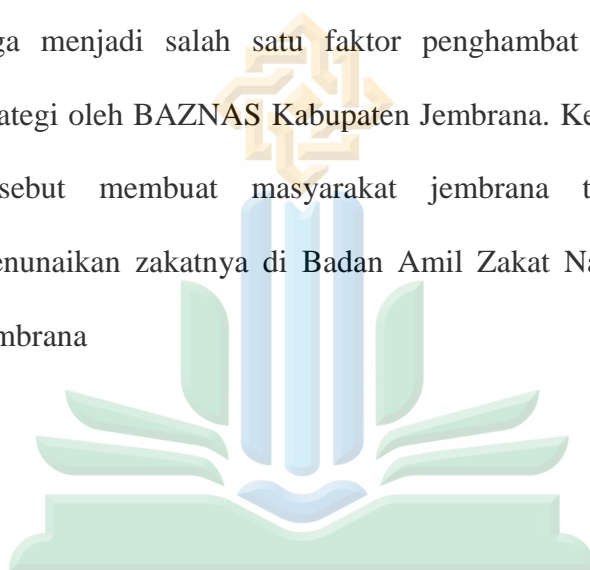 ga menjadi salah satu faktor penghambat
ategi oleh BAZNAS Kabupaten Jembrana. Ke
sebut membuat masyarakat jembrana t
enunaikan zakatnya di Badan Amil Zakat Na
mbrana